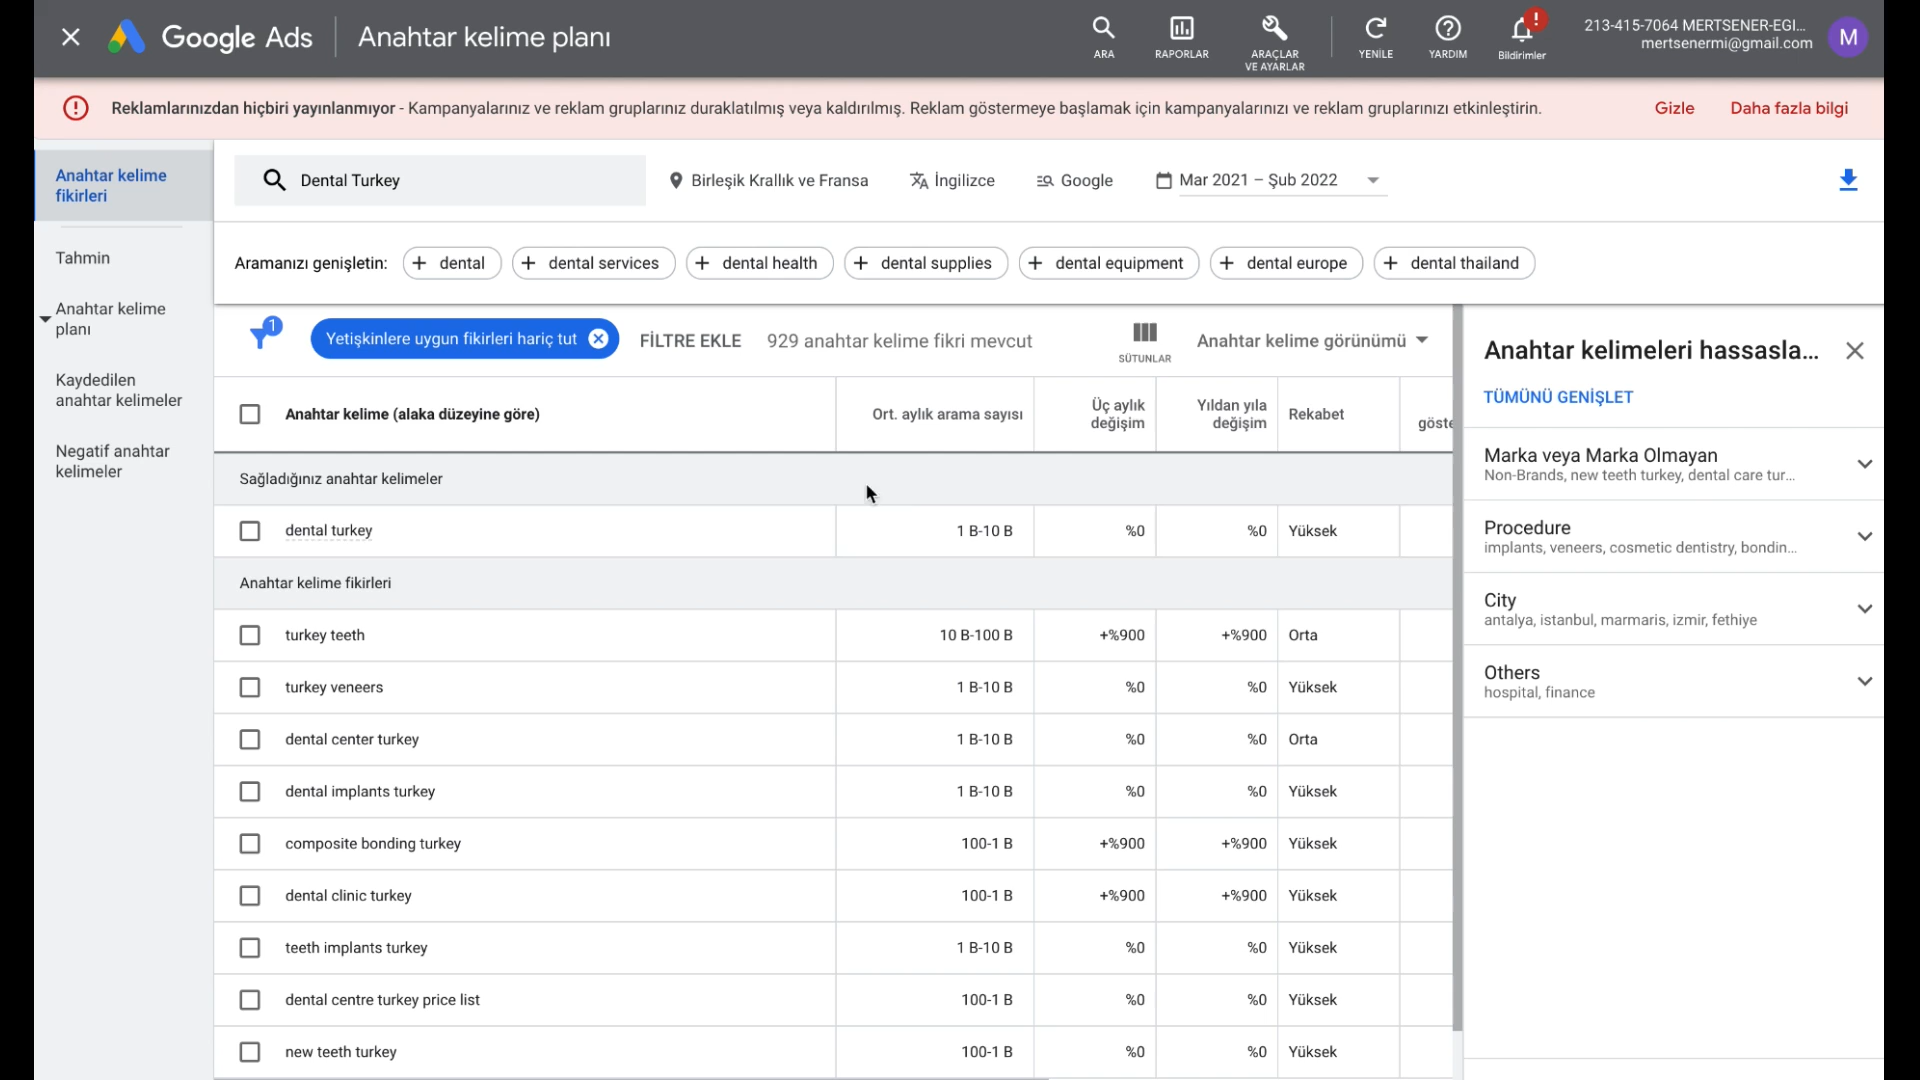 Google Ads
Anahtar kelime planı
ARA
RAPORLAR
ARAÇLAR
VE AYARLAR
YENİLE
YARDIM
!
Bildirimler
213-415-7064 MERTSENER-EGI...
mertsenermi@gmail.com
M
Reklamlarınızdan hiçbiri yayınlanmıyor - Kampanyalarınız ve reklam gruplarınız duraklatılmış veya kaldırılmış. Reklam göstermeye başlamak için kampanyalarınızı ve reklam gruplarınızı etkinleştirin.
Gizle
Daha fazla bilgi
Anahtar kelime
fikirleri
Tahmin
Anahtar kelime
planı
Kaydedilen
anahtar kelimeler
Negatif anahtar
kelimeler
Dental Turkey
Birleşik Krallık ve Fransa
İngilizce
Google
Mar 2021 – Şub 2022
Aramanızı genişletin:
+ dental
+ dental services
+ dental health
+ dental supplies
+ dental equipment
+ dental europe
+ dental thailand
1
Yetişkinlere uygun fikirleri hariç tut
FİLTRE EKLE
929 anahtar kelime fikri mevcut
SÜTUNLAR
Anahtar kelime görünümü
Anahtar kelime (alaka düzeyine göre)
Ort. aylık arama sayısı
Üç aylık
değişim
Yıldan yıla
değişim
Rekabet
göste
Sağladığınız anahtar kelimeler
dental turkey 1 B-10 B %0 %0 Yüksek
Anahtar kelime fikirleri
turkey teeth 10 B-100 B +%900 +%900 Orta
turkey veneers 1 B-10 B %0 %0 Yüksek
dental center turkey 1 B-10 B %0 %0 Orta
dental implants turkey 1 B-10 B %0 %0 Yüksek
composite bonding turkey 100-1 B +%900 +%900 Yüksek
dental clinic turkey 100-1 B +%900 +%900 Yüksek
teeth implants turkey 1 B-10 B %0 %0 Yüksek
dental centre turkey price list 100-1 B %0 %0 Yüksek
new teeth turkey 100-1 B %0 %0 Yüksek
Anahtar kelimeleri hassasla...
TÜMÜNÜ GENİŞLET
Marka veya Marka Olmayan
Non-Brands, new teeth turkey, dental care tur...
Procedure
implants, veneers, cosmetic dentistry, bondin...
City
antalya, istanbul, marmaris, izmir, fethiye
Others
hospital, finance